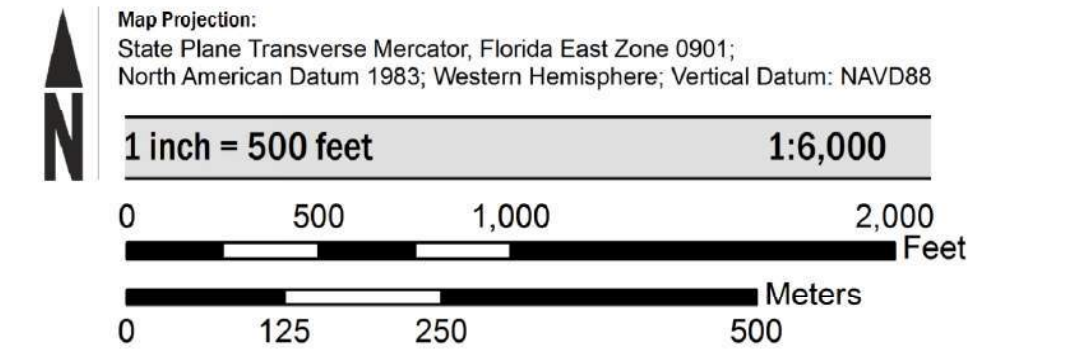 Map Projection:
State Plane Transverse Mercator, Florida East Zone 0901;
North American Datum 1983; Western Hemisphere; Vertical Datum: NAVD88
N
1 inch = 500 feet 1:6,000
0 500 1,000 2,000
Feet
Meters
0 125 250 500